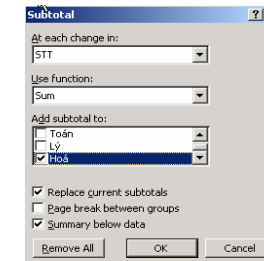 Subtotal
At each change in:
STT
Use function:
Sum
Add subtotal to:
Toán
Lý
Hoá
Replace current subtotals
Page break between groups
Summary below data
Remove All OK Cancel